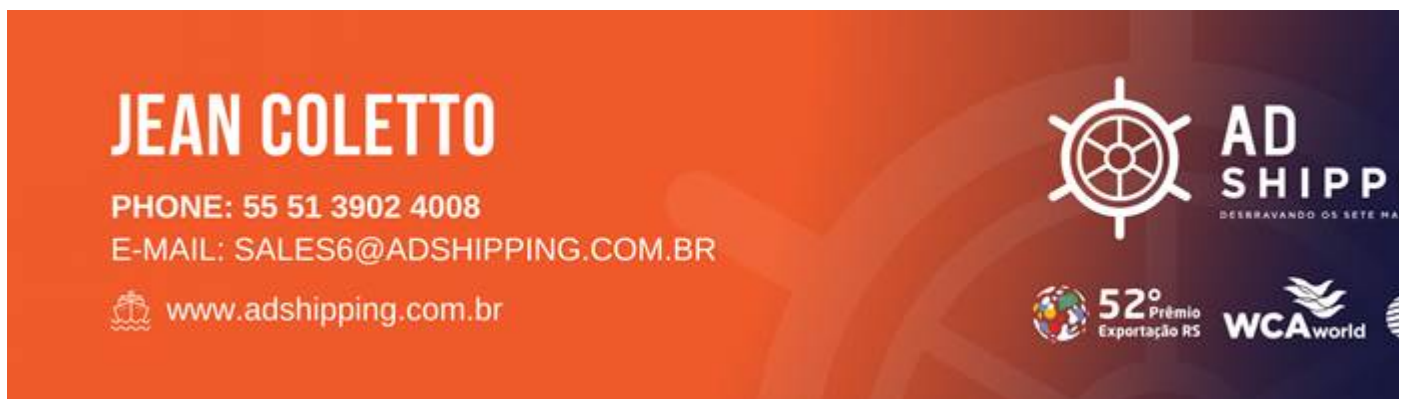 JEAN COLETTO
PHONE: 55 51 3902 4008
E-MAIL: SALES6@ADSHIPPING.COM.BR
www.adshipping.com.br
AD
SHIPP
DESBRAVANDO OS SETE MA
52º Prêmio
Exportação RS
WCAworld